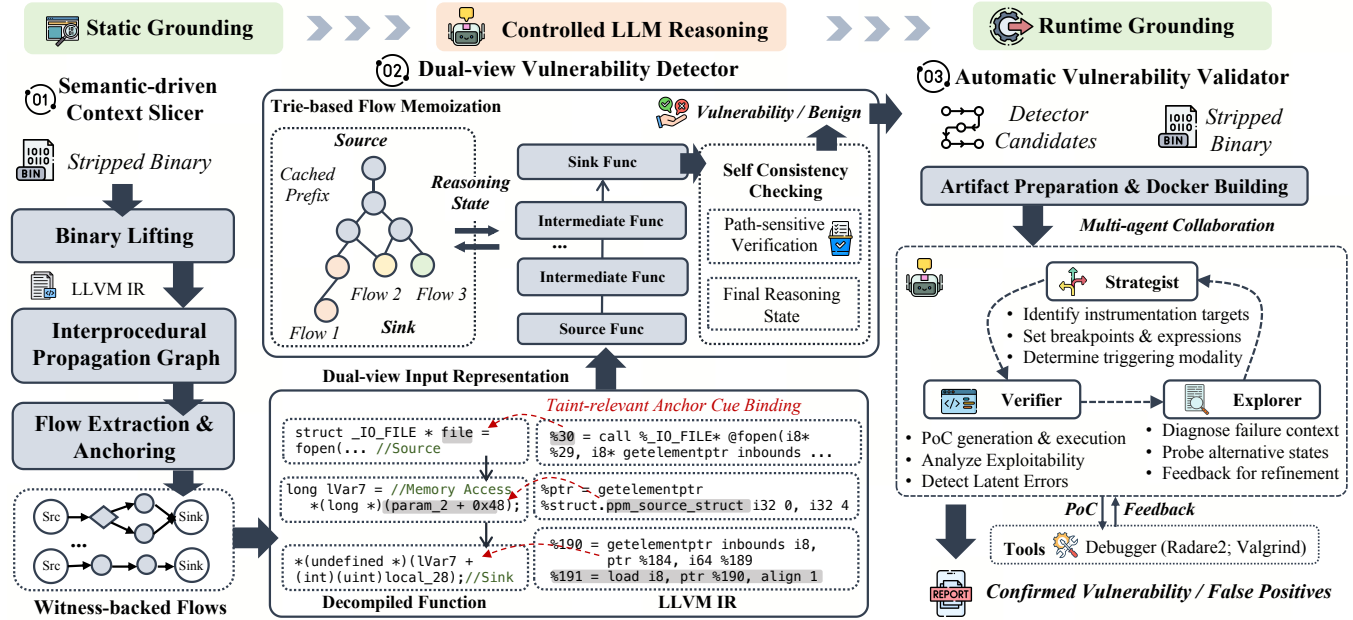 Static Grounding
Controlled LLM Reasoning
Runtime Grounding
01
Semantic-driven
Context Slicer
1010
0110
BIN
Stripped Binary
Binary Lifting
LLVM IR
Interprocedural
Propagation Graph
Flow Extraction &
Anchoring
Src
Sink
...
Src
Sink
Witness-backed Flows
02
Dual-view Vulnerability Detector
Trie-based Flow Memoization
Source
Cached
Prefix
Flow 1
Flow 2
Flow 3
Sink
Reasoning
State
Sink Func
Intermediate Func
...
Intermediate Func
Source Func
Vulnerability / Benign
Self Consistency
Checking
Path-sensitive
Verification
Final Reasoning
State
Dual-view Input Representation
Taint-relevant Anchor Cue Binding
struct _IO_FILE * file =
fopen(... //Source
long lVar7 = //Memory Access
*(long *)(param_2 + 0x48);
*(undefined *)(lVar7 +
(int)(uint)local_28);//Sink
Decompiled Function
%30 = call %_IO_FILE* @fopen(i8*
%29, i8* getelementptr inbounds ...
%ptr = getelementptr
%struct.ppm_source_struct i32 0, i32 4
%190 = getelementptr inbounds i8,
ptr %184, i64 %189
%191 = load i8, ptr %190, align 1
LLVM IR
03
Automatic Vulnerability Validator
Detector
Candidates
1010
0110
BIN
Stripped
Binary
Artifact Preparation & Docker Building
Multi-agent Collaboration
Strategist
• Identify instrumentation targets
• Set breakpoints & expressions
• Determine triggering modality
Verifier
• PoC generation & execution
• Analyze Exploitability
• Detect Latent Errors
Explorer
• Diagnose failure context
• Probe alternative states
• Feedback for refinement
PoC
Feedback
Tools
Debugger (Radare2; Valgrind)
REPORT
Confirmed Vulnerability / False Positives